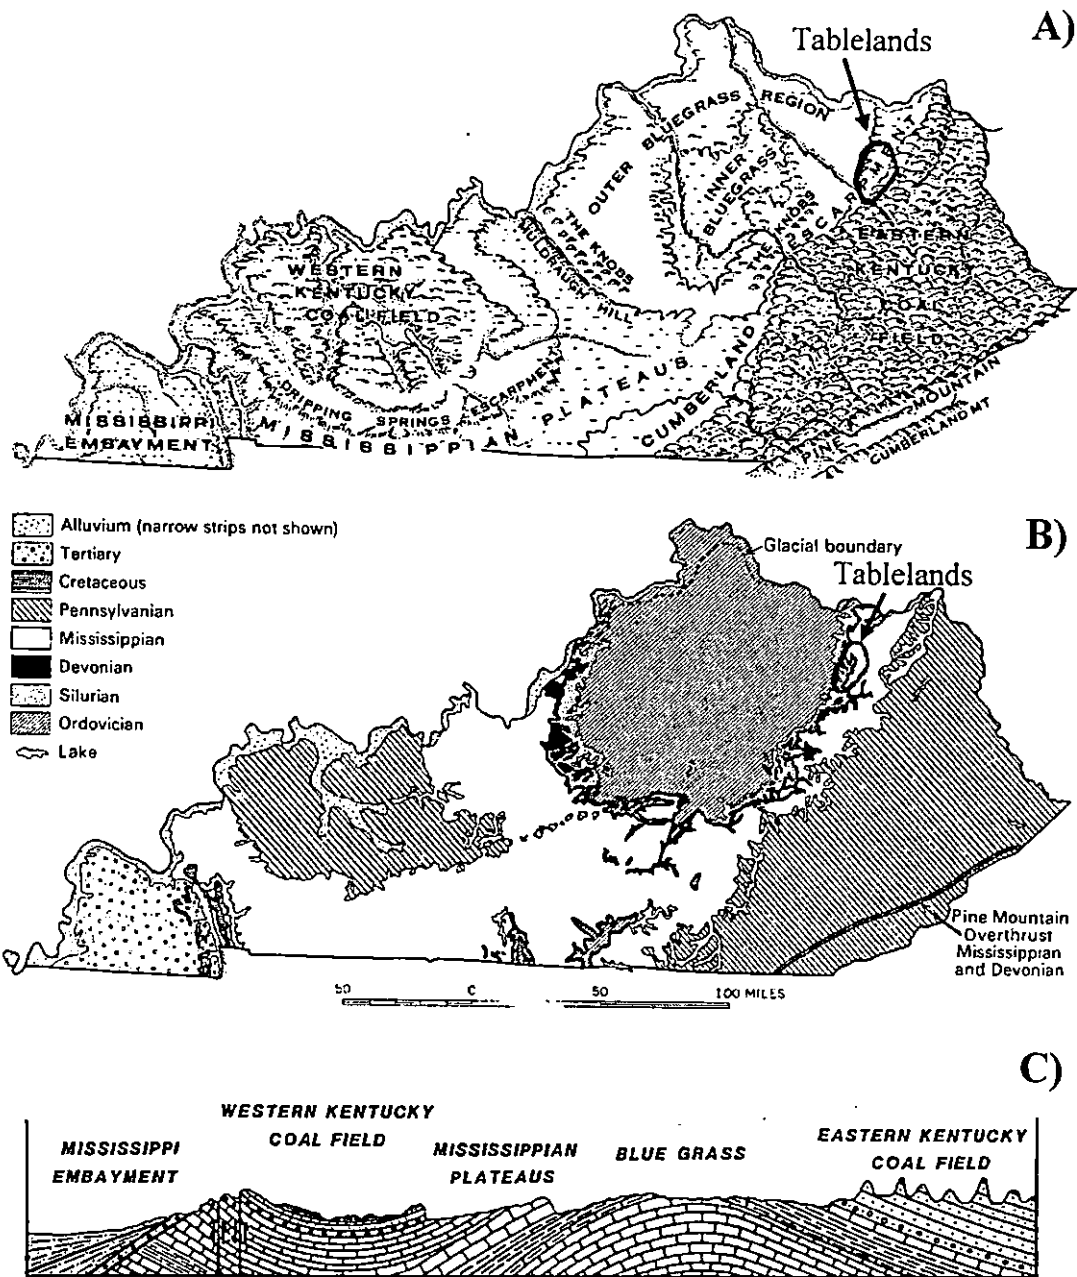 A)
Tablelands
OUTER BLUEGRASS REGION
INNER
BLUEGRASS
THE KNOBS
THE KNOBS
MULDRAUGH HILL
ESCARPMENT
EASTERN
KENTUCKY
COAL
FIELD
WESTERN
KENTUCKY
COAL FIELD
DRIPPING
SPRINGS
ESCARPMENT
MISSISSIPPI
EMBAYMENT
MISSISSIPPIAN PLATEAUS
CUMBERLAND
PINE MOUNTAIN
CUMBERLAND MT
B)
Alluvium (narrow strips not shown)
Tertiary
Cretaceous
Pennsylvanian
Mississippian
Devonian
Silurian
Ordovician
Lake
Glacial boundary
Tablelands
Pine Mountain
Overthrust
Mississippian
and Devonian
50 0 50 100 MILES
C)
MISSISSIPPI
EMBAYMENT
WESTERN KENTUCKY
COAL FIELD
MISSISSIPPIAN
PLATEAUS
BLUE GRASS
EASTERN KENTUCKY
COAL FIELD